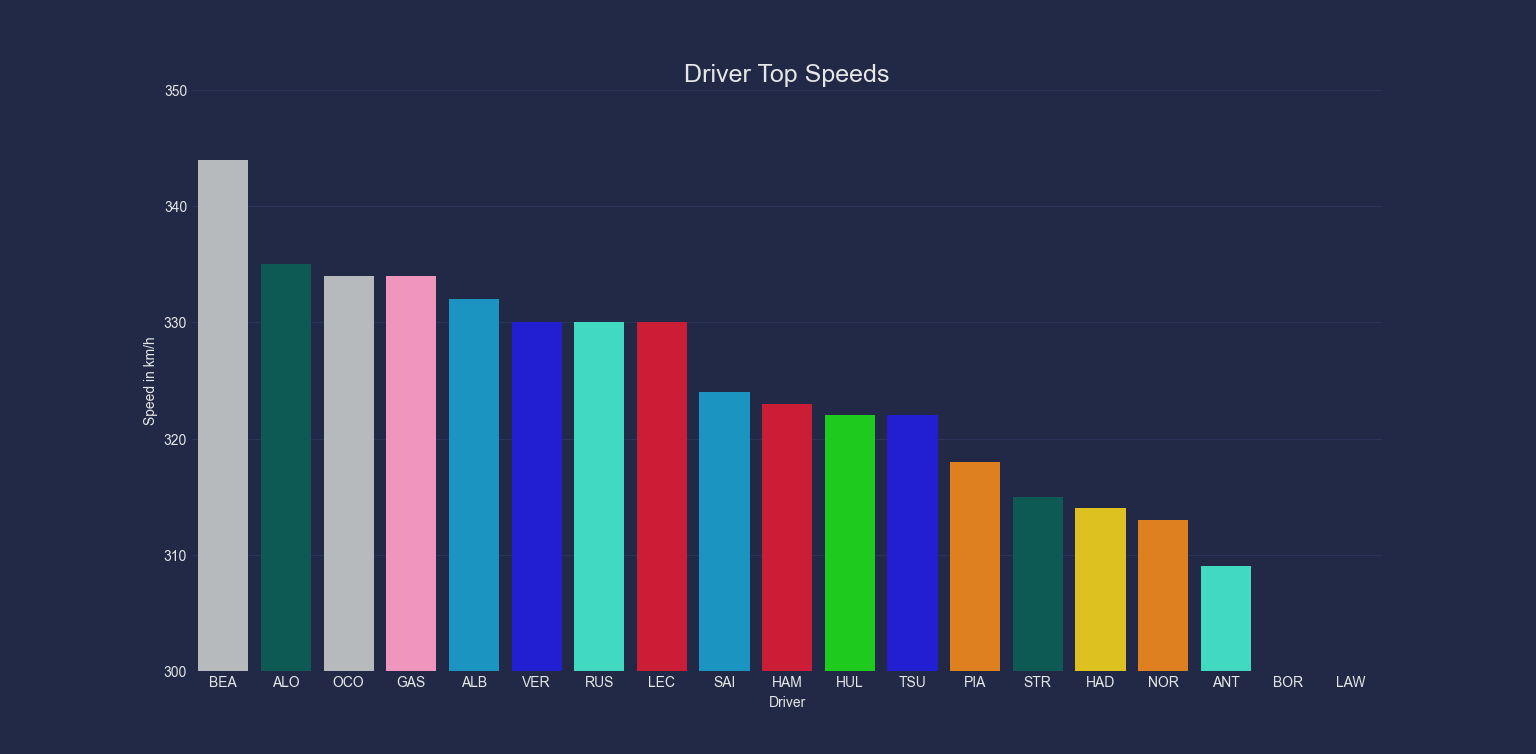 Driver Top Speeds
350
340
330
320
310
300
Speed in km/h
BEA ALO OCO GAS ALB VER RUS LEC SAI HAM HUL TSU PIA STR HAD NOR ANT BOR LAW
Driver